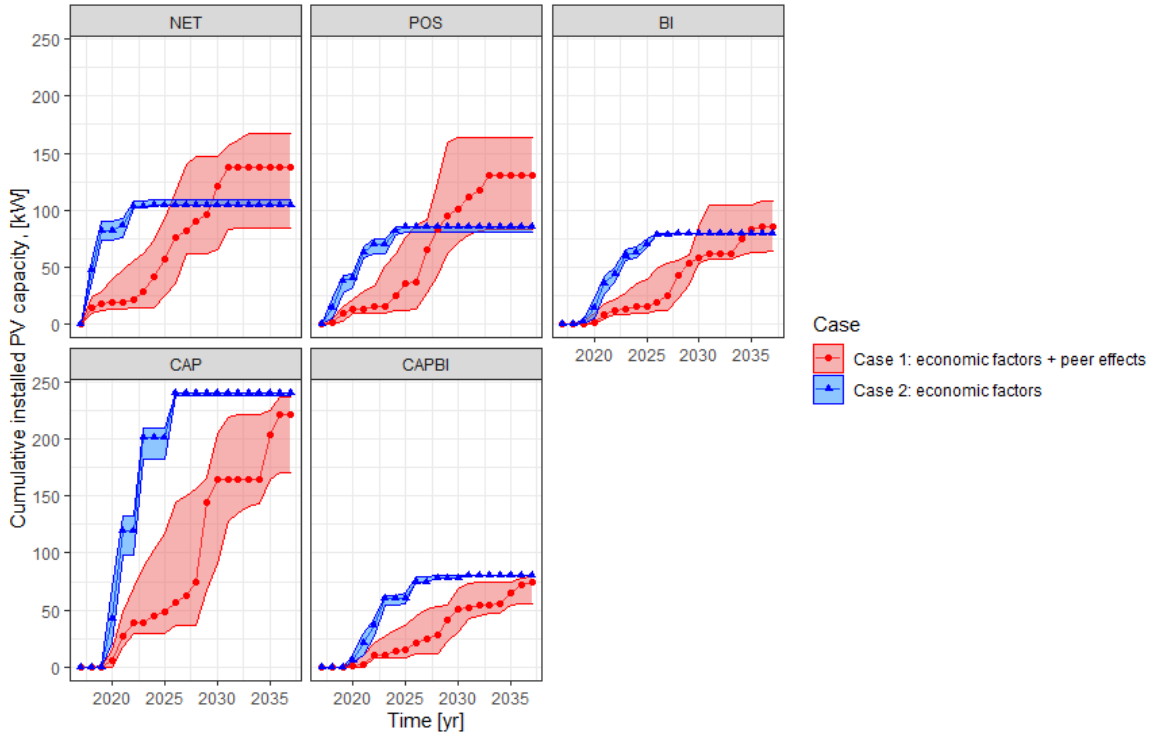 NET
POS
BI
250
200
150
100
50
0
2020
2025
2030
2035
CAP
CAPBI
250
200
150
100
50
0
2020
2025
2030
2035
2020
2025
2030
2035
Cumulative installed PV capacity, [kW]
Time [yr]
Case
Case 1: economic factors + peer effects
Case 2: economic factors